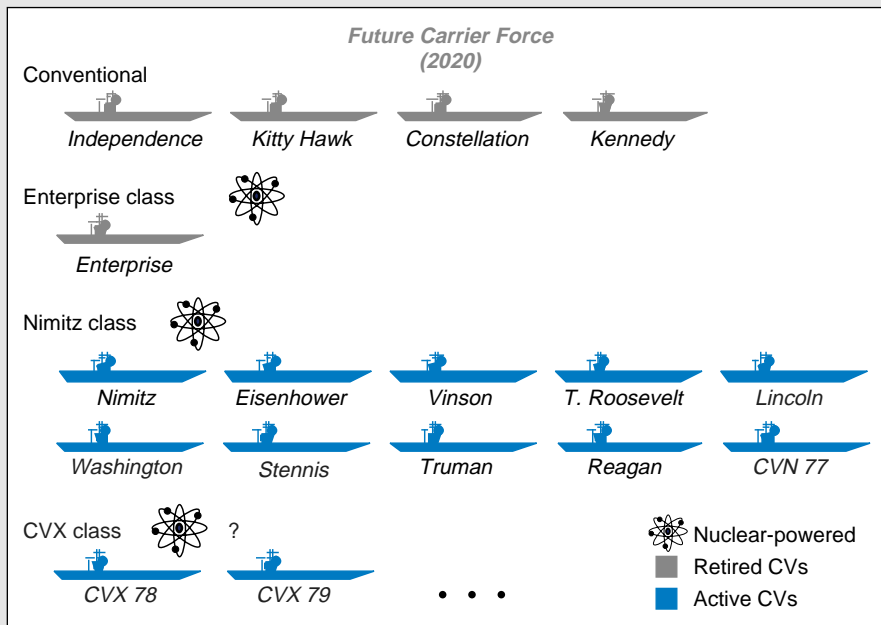 Future Carrier Force
(2020)
Conventional
Independence Kitty Hawk Constellation Kennedy
Enterprise class
Enterprise
Nimitz class
Nimitz Eisenhower Vinson T. Roosevelt Lincoln
Washington Stennis Truman Reagan CVN 77
CVX class ?
CVX 78 CVX 79 • • •
Nuclear-powered
Retired CVs
Active CVs